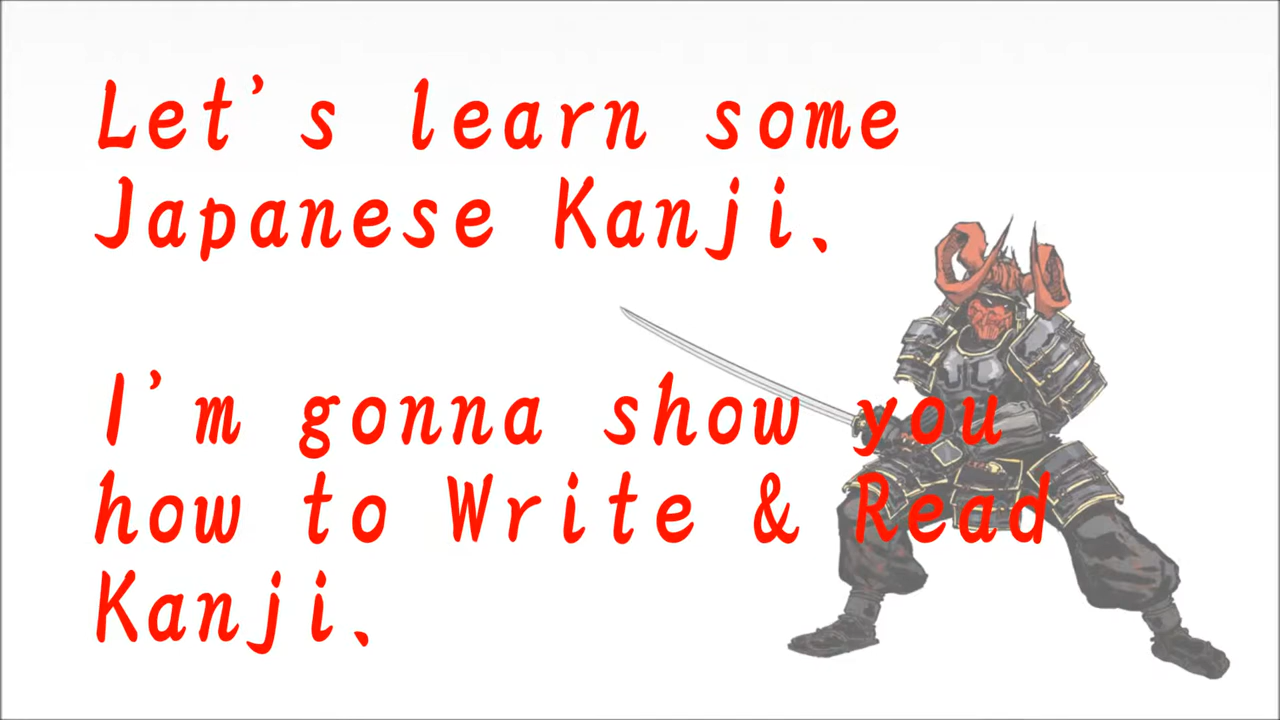 Let's learn some
Japanese Kanji、
I'm gonna show you
how to Write & Read
Kanji、